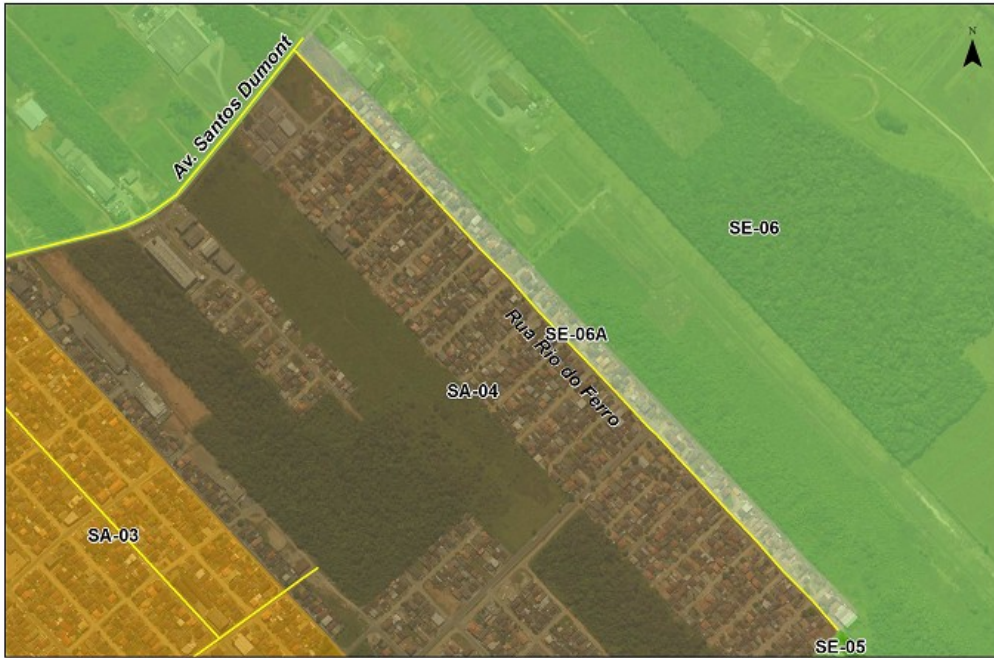 N
Av. Santos Dumont
SE-06
SE-06A
Rua Rio do Ferro
SA-04
SA-03
SE-05